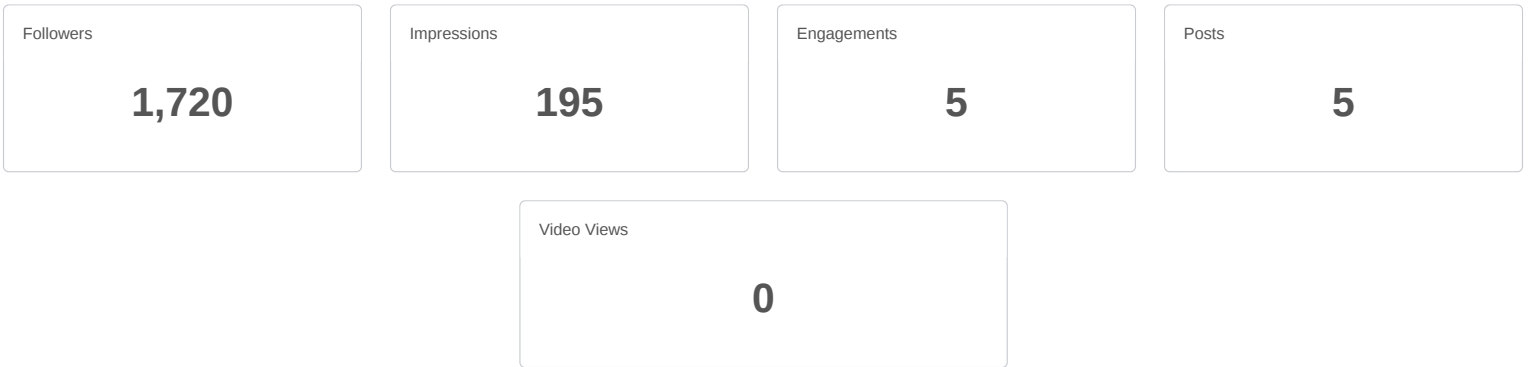 Followers
1,720
Impressions
195
Engagements
5
Posts
5
Video Views
0